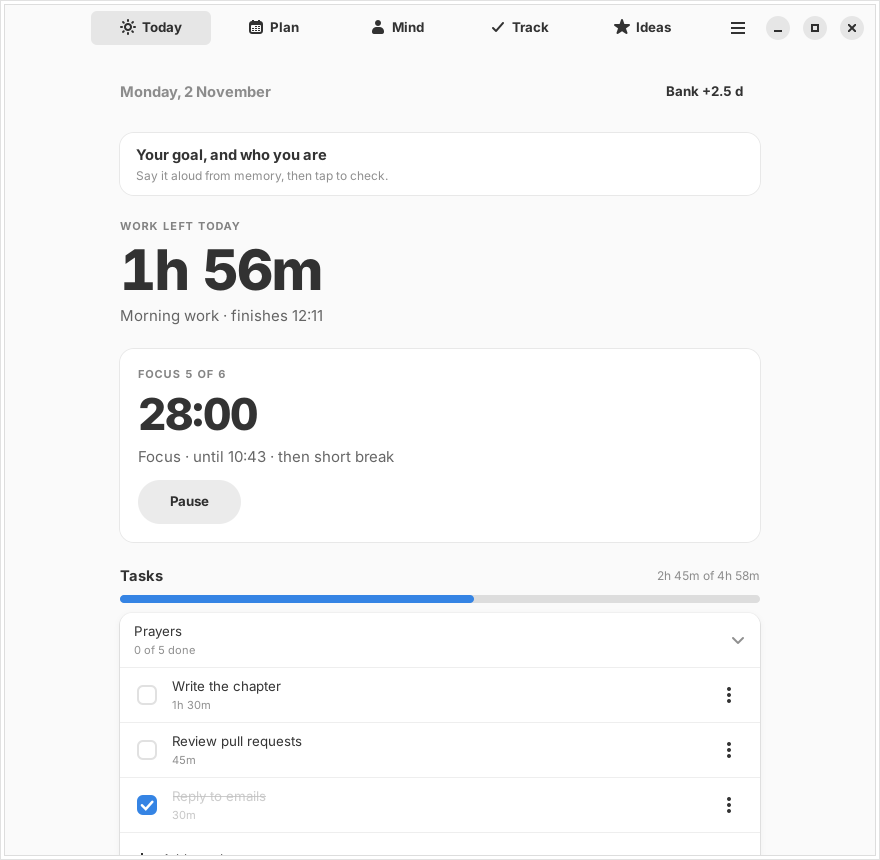 Today
Plan
Mind
Track
Ideas
Monday, 2 November
Bank +2.5 d
Your goal, and who you are
Say it aloud from memory, then tap to check.
WORK LEFT TODAY
1h 56m
Morning work · finishes 12:11
FOCUS 5 OF 6
28:00
Focus · until 10:43 · then short break
Pause
Tasks
2h 45m of 4h 58m
Prayers
0 of 5 done
Write the chapter
1h 30m
Review pull requests
45m
Reply to emails
30m